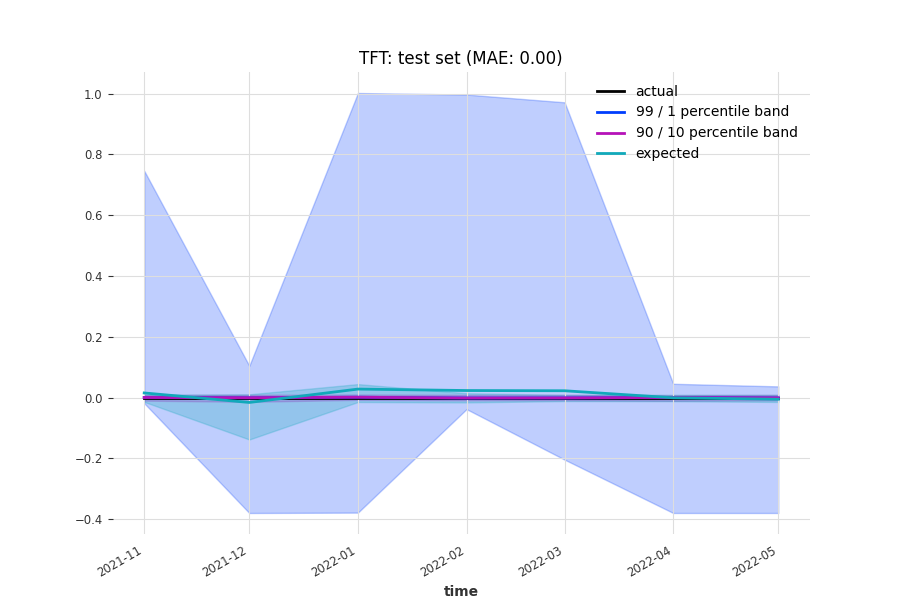 TFT: test set (MAE: 0.00)
actual
99 / 1 percentile band
90 / 10 percentile band
expected
1.0
0.8
0.6
0.4
0.2
0.0
−0.2
−0.4
2021-11
2021-12
2022-01
2022-02
2022-03
2022-04
2022-05
time